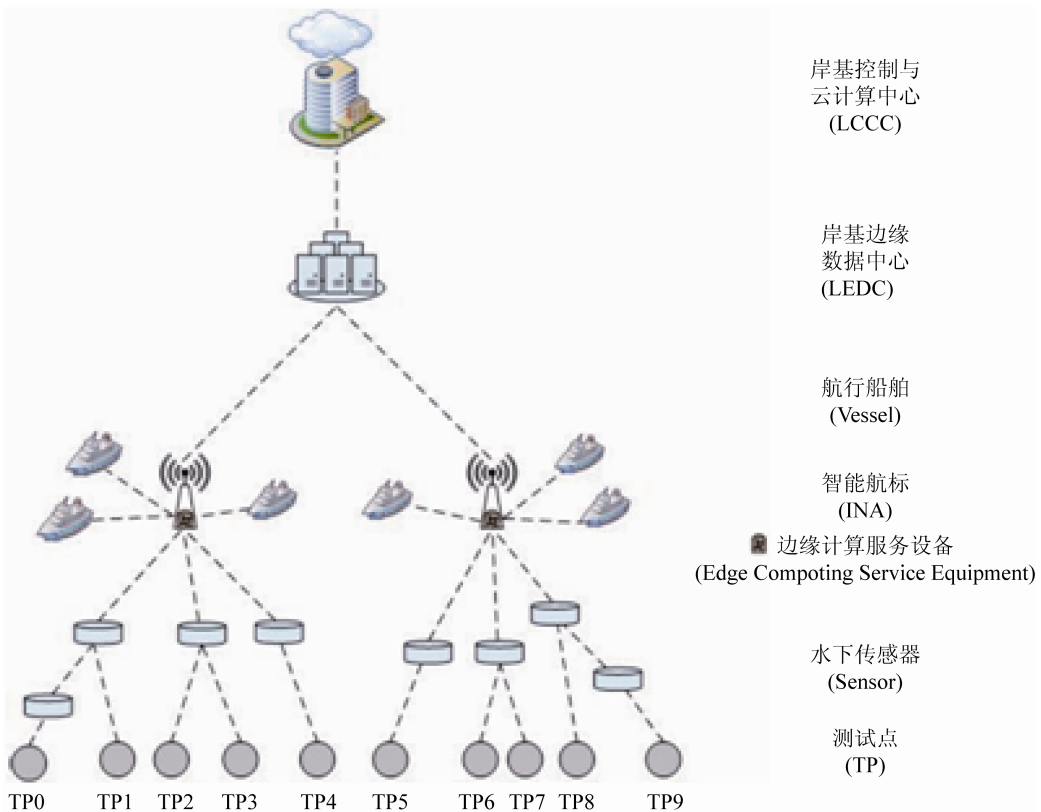 岸基控制与
云计算中心
(LCCC)
岸基边缘
数据中心
(LEDC)
航行船舶
(Vessel)
智能航标
(INA)
边缘计算服务设备
(Edge Compoting Service Equipment)
水下传感器
(Sensor)
测试点
(TP)
TP0 TP1 TP2 TP3 TP4 TP5 TP6 TP7 TP8 TP9